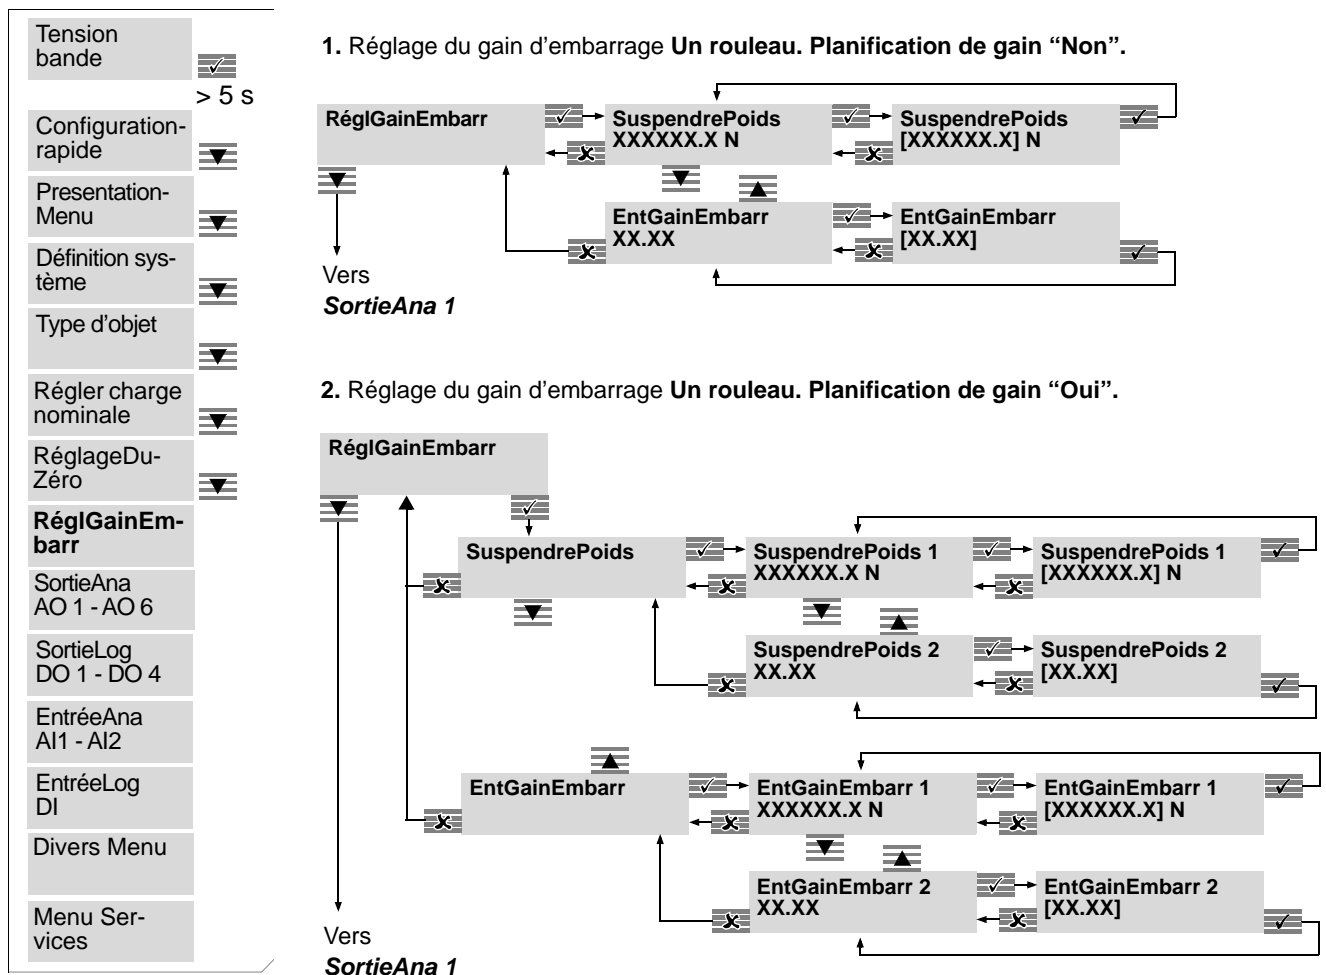 Tension
bande
> 5 s
Configuration-
rapide
Presentation-
Menu
Définition sys-
tème
Type d'objet
Régler charge
nominale
RéglageDu-
Zéro
RéglGainEm-
barr
SortieAna
AO 1 - AO 6
SortieLog
DO 1 - DO 4
EntréeAna
AI1 - AI2
EntréeLog
DI
Divers Menu
Menu Ser-
vices
1. Réglage du gain d'embarrage Un rouleau. Planification de gain “Non”.
RéglGainEmbarr
SuspendrePoids
XXXXXX.X N
SuspendrePoids
[XXXXXX.X] N
EntGainEmbarr
XX.XX
EntGainEmbarr
[XX.XX]
Vers
SortieAna 1
2. Réglage du gain d'embarrage Un rouleau. Planification de gain “Oui”.
RéglGainEmbarr
SuspendrePoids
SuspendrePoids 1
XXXXXX.X N
SuspendrePoids 1
[XXXXXX.X] N
SuspendrePoids 2
XX.XX
SuspendrePoids 2
[XX.XX]
EntGainEmbarr
EntGainEmbarr 1
XXXXXX.X N
EntGainEmbarr 1
[XXXXXX.X] N
EntGainEmbarr 2
XX.XX
EntGainEmbarr 2
[XX.XX]
Vers
SortieAna 1